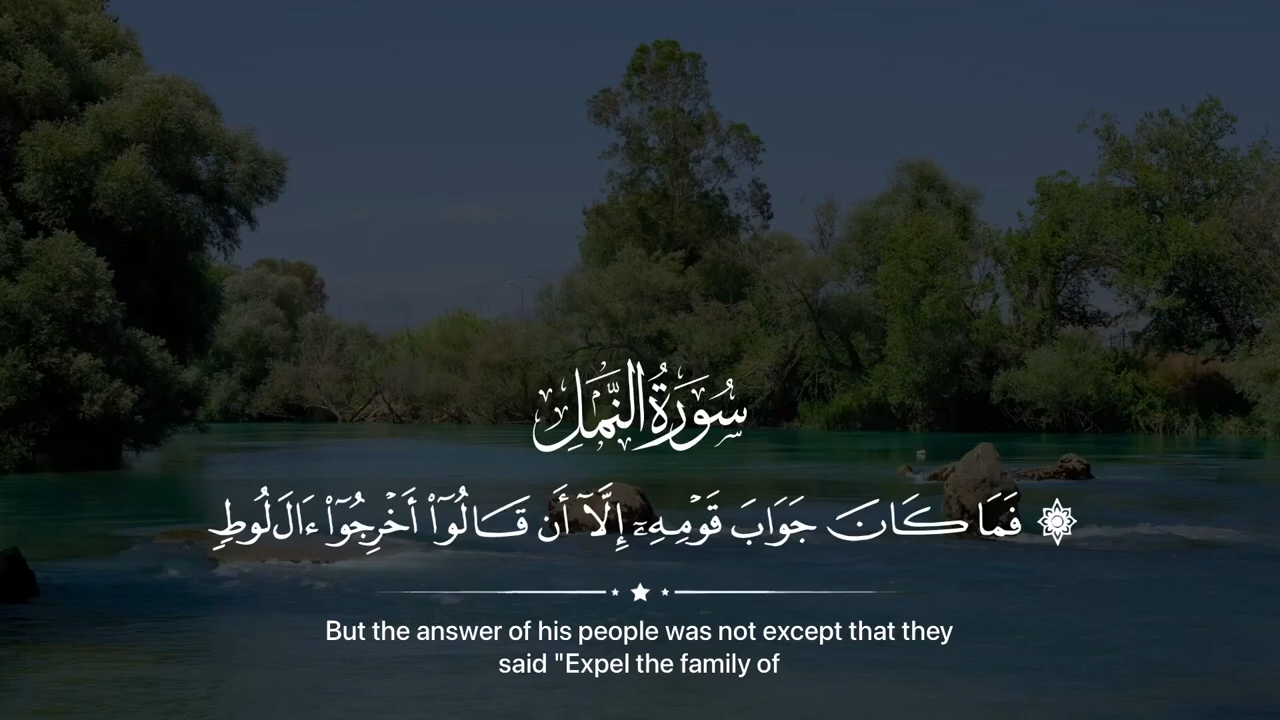 سُورَةُ النَّمْلِ
۞ فَمَا كَانَ جَوَابَ قَوْمِهِۦٓ إِلَّآ أَن قَالُوٓا۟ أَخْرِجُوٓا۟ ءَالَ لُوطٍ
But the answer of his people was not except that they
said "Expel the family of